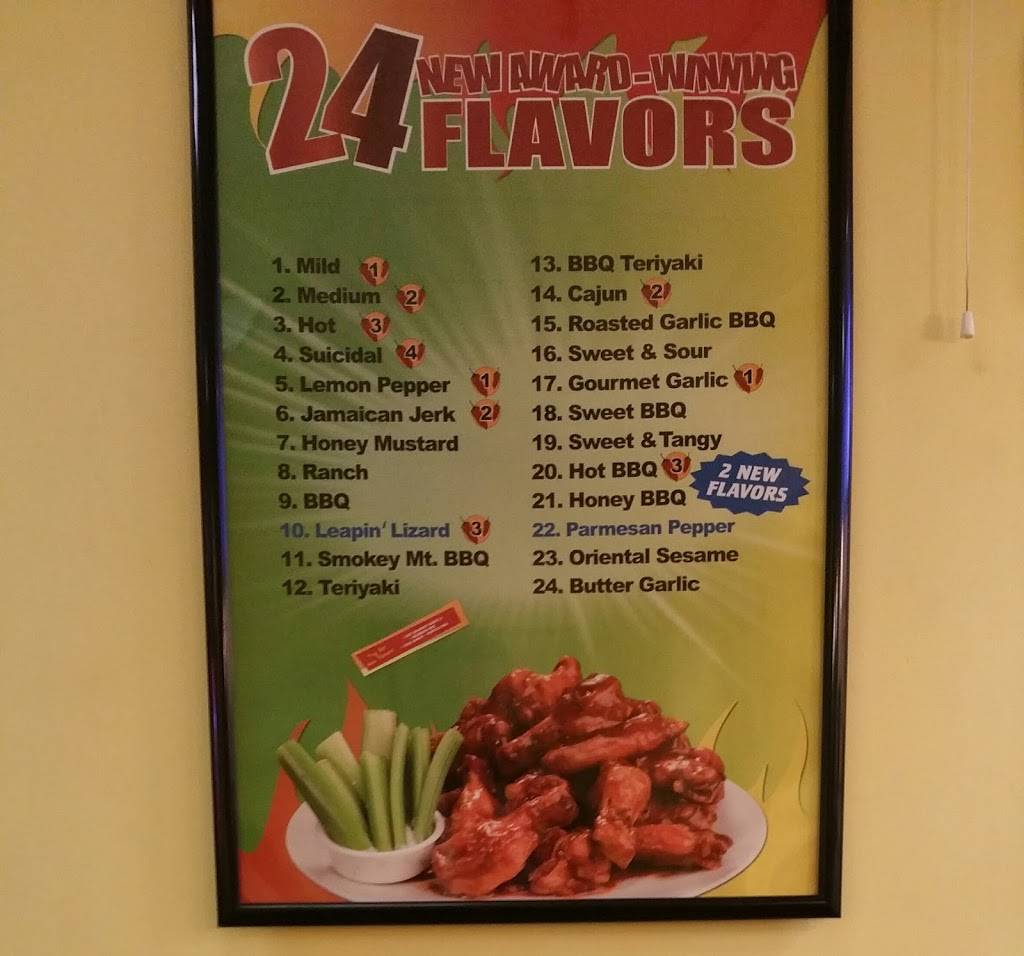 24 NEW AWARD-WINNING
FLAVORS
1. Mild 1
2. Medium 2
3. Hot 3
4. Suicidal 4
5. Lemon Pepper 1
6. Jamaican Jerk 2
7. Honey Mustard
8. Ranch
9. BBQ
10. Leapin' Lizard 3
11. Smokey Mt. BBQ
12. Teriyaki
13. BBQ Teriyaki
14. Cajun 2
15. Roasted Garlic BBQ
16. Sweet & Sour
17. Gourmet Garlic 1
18. Sweet BBQ
19. Sweet & Tangy
20. Hot BBQ 3
21. Honey BBQ
22. Parmesan Pepper
23. Oriental Sesame
24. Butter Garlic
2 NEW
FLAVORS